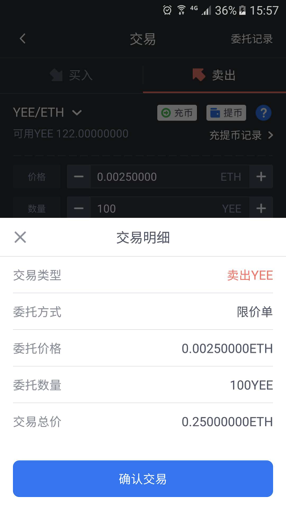 4G 36% 15:57
交易 委托记录
买入 卖出
YEE/ETH 充币 提币 ?
可用YEE 122.00000000 充提币记录
价格 0.00250000 ETH
数量 100 YEE
交易明细
交易类型 卖出YEE
委托方式 限价单
委托价格 0.00250000ETH
委托数量 100YEE
交易总价 0.25000000ETH
确认交易